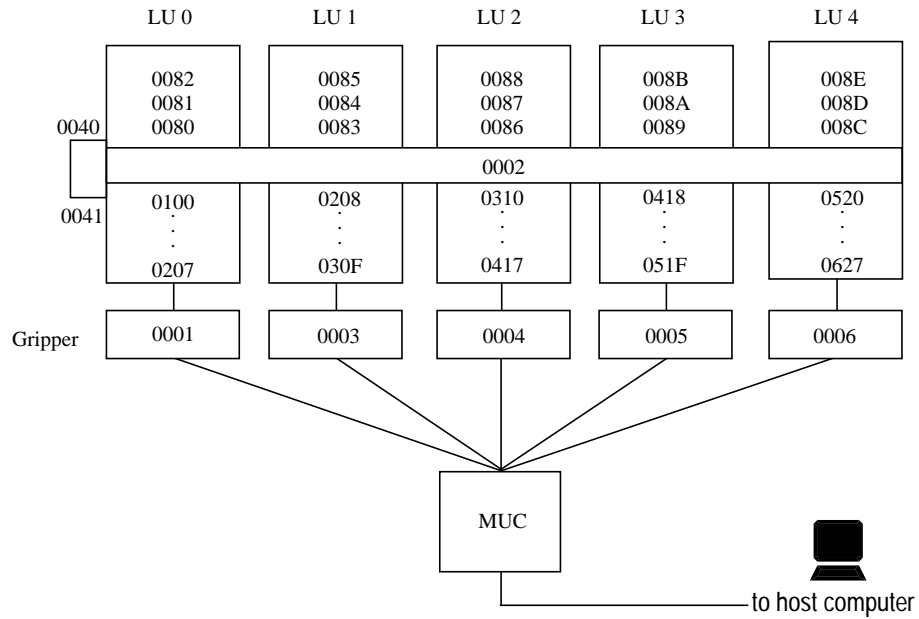 LU 0 LU 1 LU 2 LU 3 LU 4
0082 0085 0088 008B 008E
0081 0084 0087 008A 008D
0040 0080 0083 0086 0089 008C
0002
0041 0100 0208 0310 0418 0520
0207 030F 0417 051F 0627
Gripper 0001 0003 0004 0005 0006
MUC
to host computer